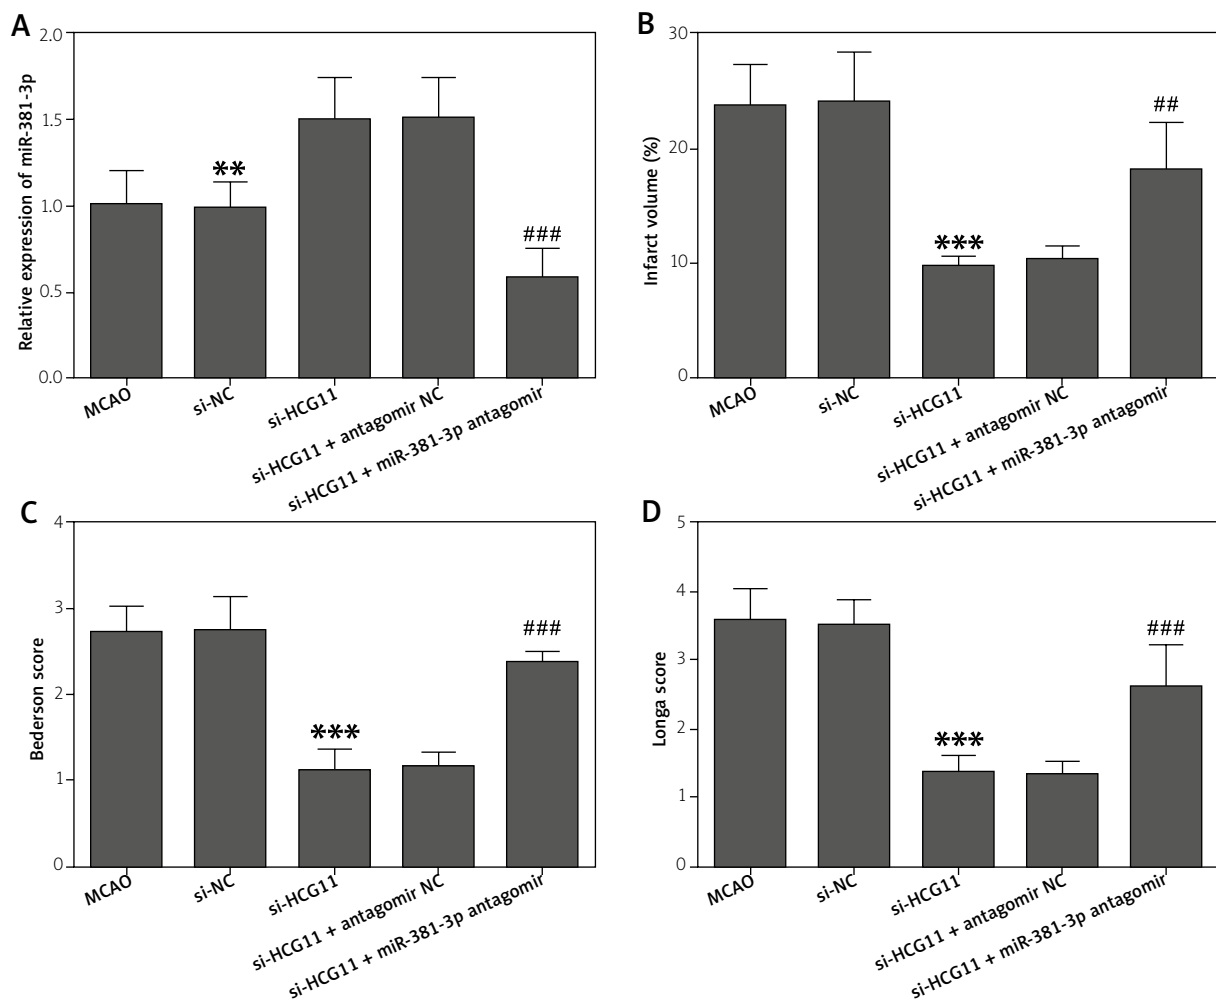 A
Relative expression of miR-381-3p
2.0
1.5
1.0
0.5
0.0
**
###
MCAO
si-NC
si-HCG11
si-HCG11 + antagomir NC
si-HCG11 + miR-381-3p antagomir
B
Infarct volume (%)
30
20
10
0
***
##
MCAO
si-NC
si-HCG11
si-HCG11 + antagomir NC
si-HCG11 + miR-381-3p antagomir
C
Bederson score
4
3
2
1
0
***
###
MCAO
si-NC
si-HCG11
si-HCG11 + antagomir NC
si-HCG11 + miR-381-3p antagomir
D
Longa score
5
4
3
2
1
0
***
###
MCAO
si-NC
si-HCG11
si-HCG11 + antagomir NC
si-HCG11 + miR-381-3p antagomir